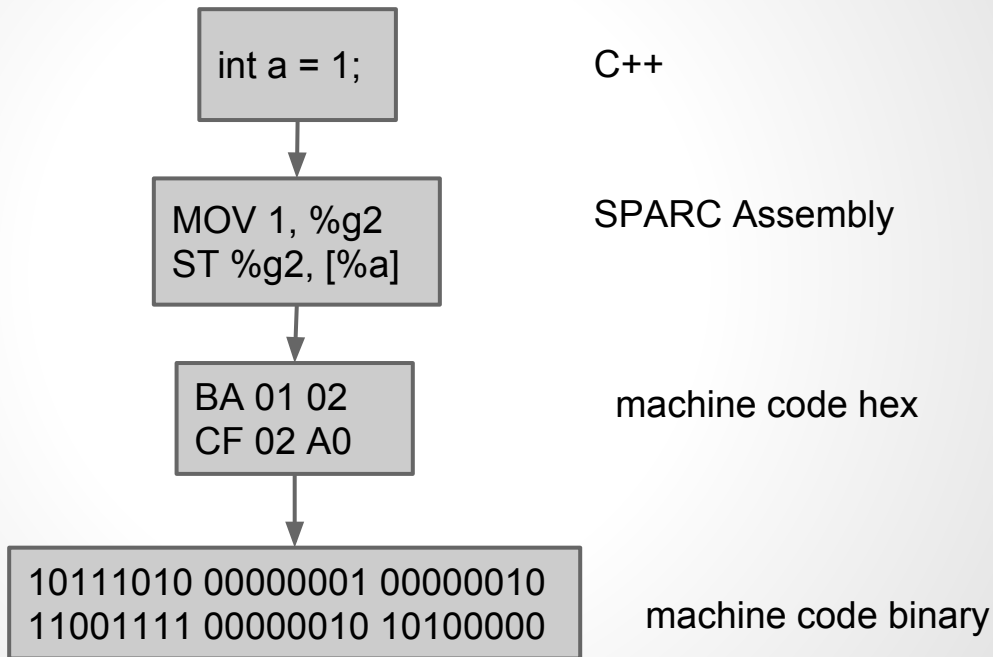 int a = 1;
C++
MOV 1, %g2
ST %g2, [%a]
SPARC Assembly
BA 01 02
CF 02 A0
machine code hex
10111010 00000001 00000010
11001111 00000010 10100000
machine code binary